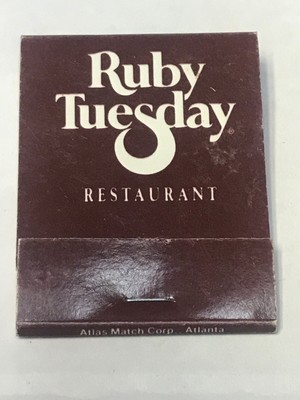 Ruby
Tuesday
RESTAURANT
Atlas Match Corp. Atlanta